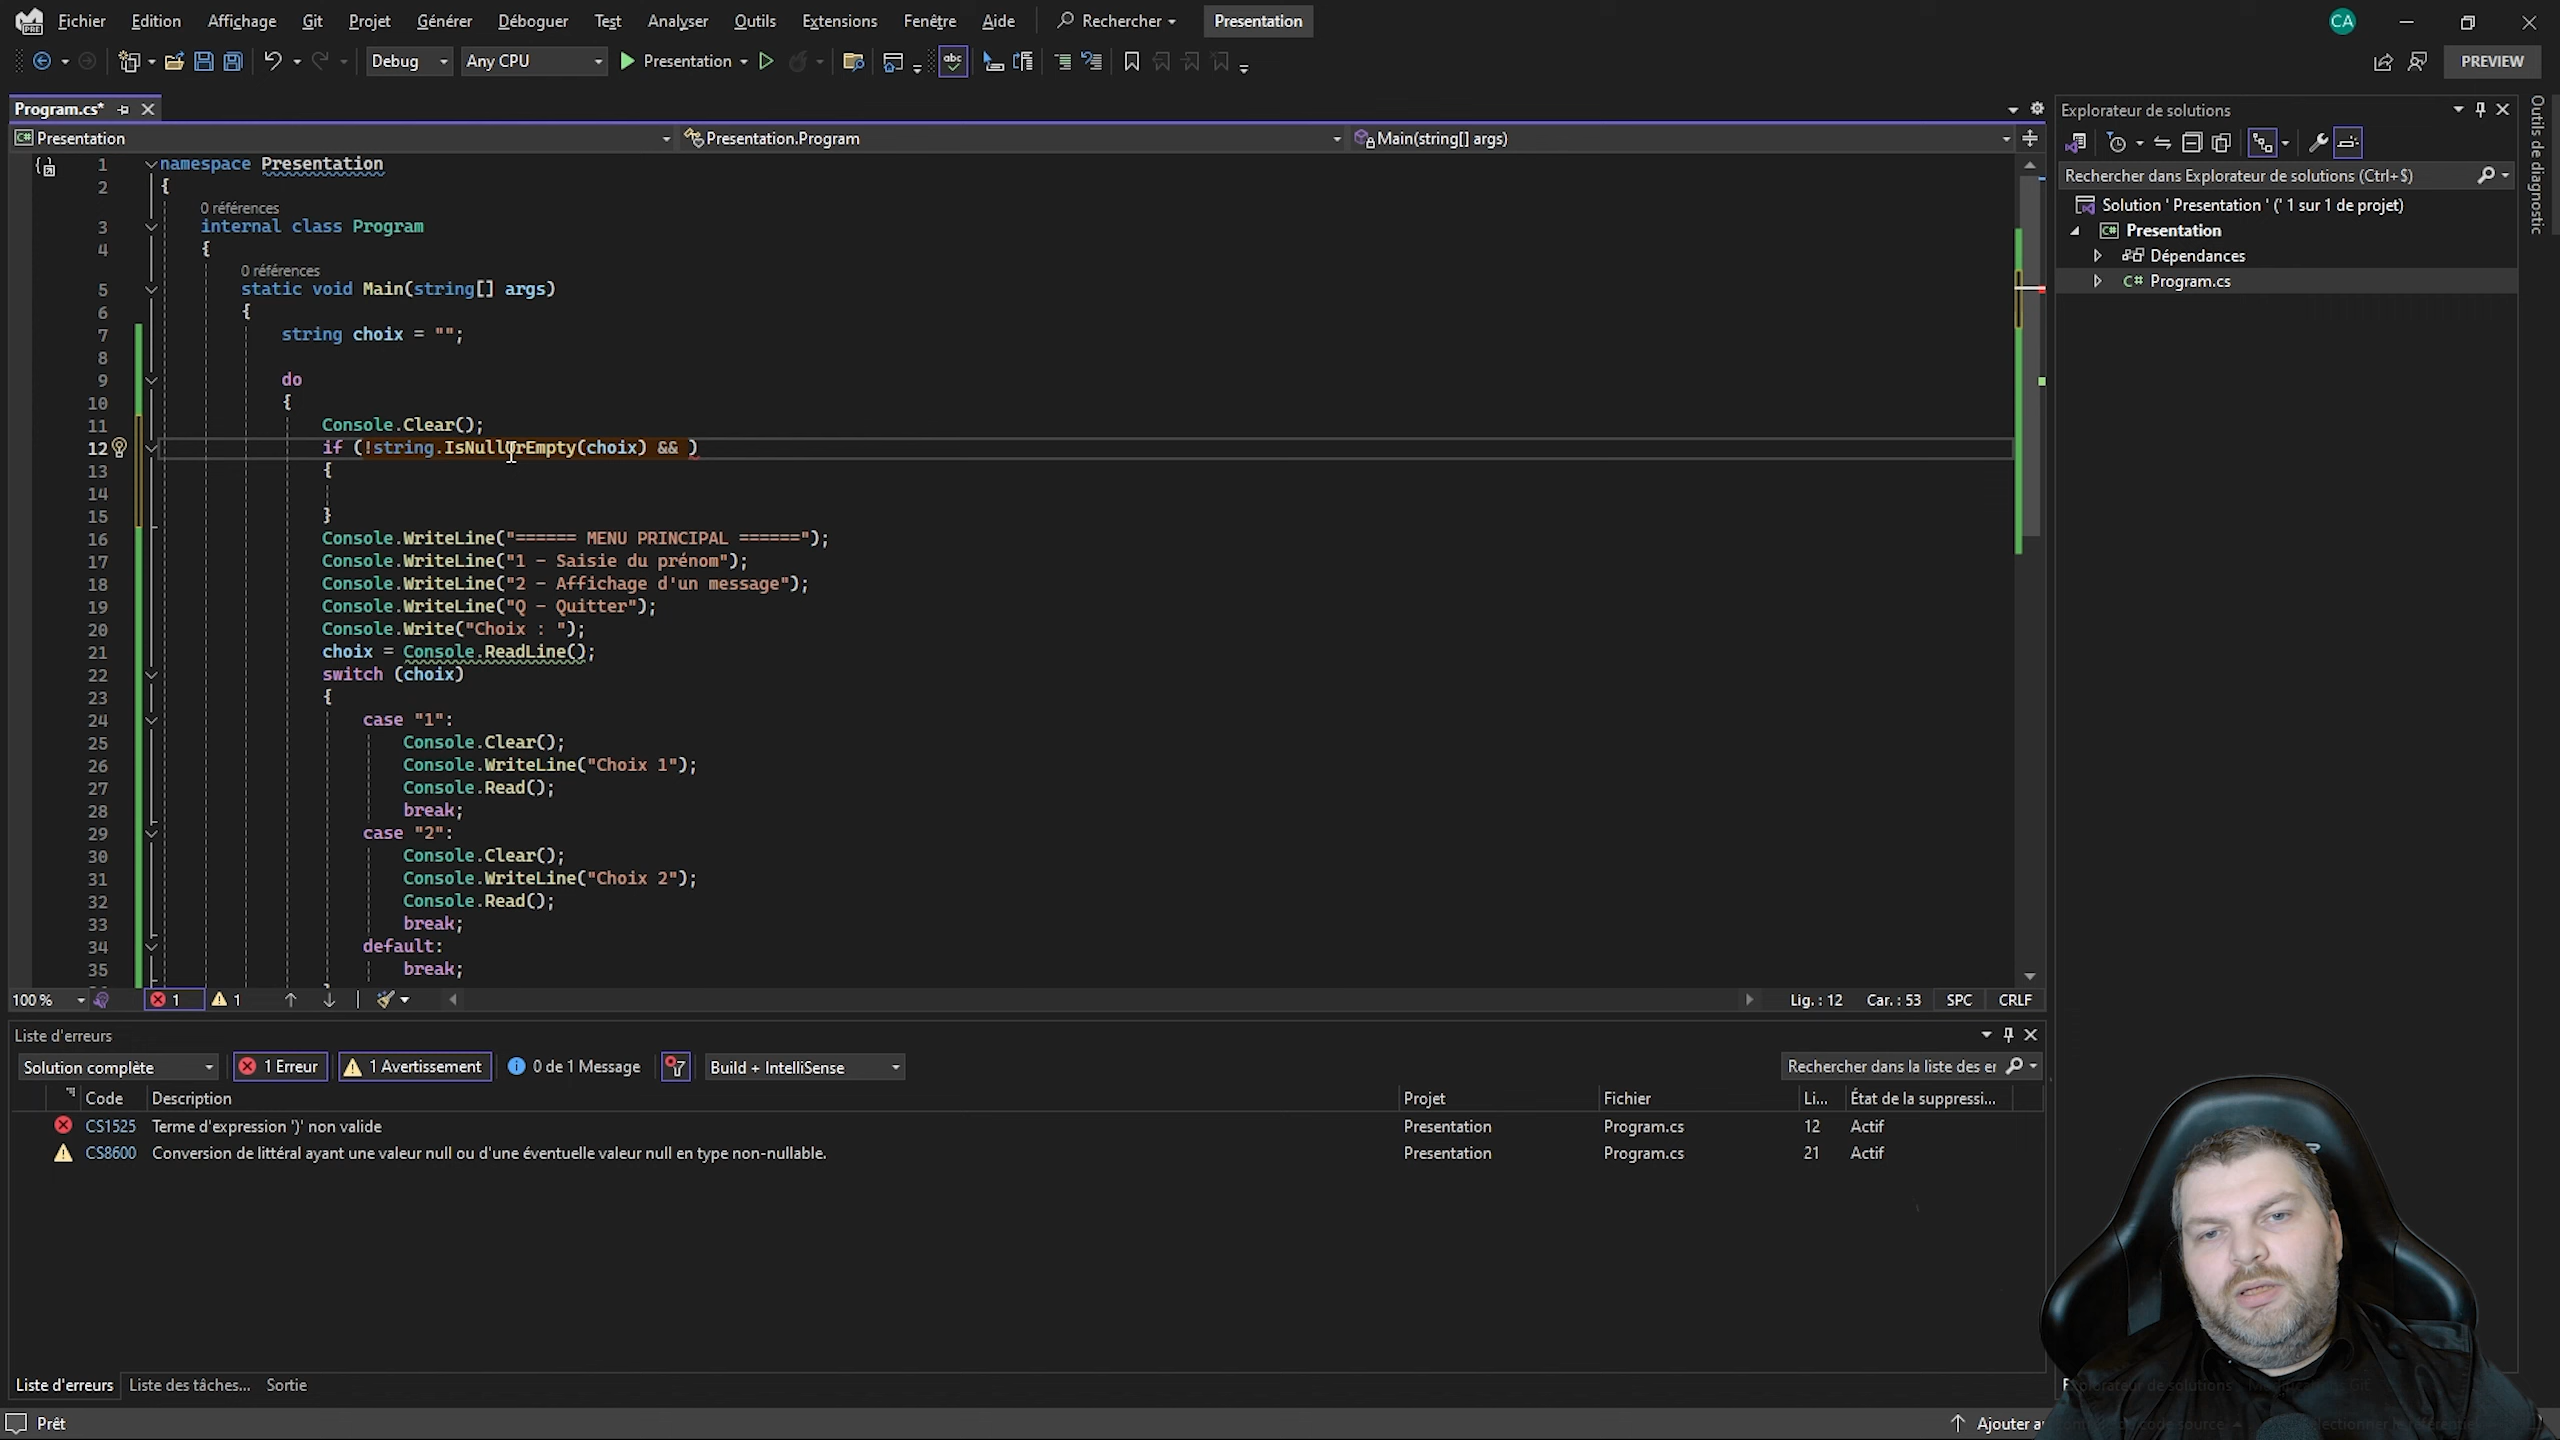 Fichier Edition Affichage Git Projet Générer Déboguer Test Analyser Outils Extensions Fenêtre Aide Rechercher Presentation CA
Debug Any CPU Presentation abc PREVIEW
Program.cs*
Presentation Presentation.Program Main(string[] args)
1 namespace Presentation
2 {
0 références
3 internal class Program
4 {
0 références
5 static void Main(string[] args)
6 {
7 string choix = "";
8
9 do
10 {
11 Console.Clear();
12 if (!string.IsNullOrEmpty(choix) && )
13 {
14
15 }
16 Console.WriteLine("====== MENU PRINCIPAL ======");
17 Console.WriteLine("1 - Saisie du prénom");
18 Console.WriteLine("2 - Affichage d'un message");
19 Console.WriteLine("Q - Quitter");
20 Console.Write("Choix : ");
21 choix = Console.ReadLine();
22 switch (choix)
23 {
24 case "1":
25 Console.Clear();
26 Console.WriteLine("Choix 1");
27 Console.Read();
28 break;
29 case "2":
30 Console.Clear();
31 Console.WriteLine("Choix 2");
32 Console.Read();
33 break;
34 default:
35 break;
100 % 1 1 Lig. : 12 Car. : 53 SPC CRLF
Explorateur de solutions
Rechercher dans Explorateur de solutions (Ctrl+$)
Solution ' Presentation ' (' 1 sur 1 de projet)
Presentation
Dépendances
C# Program.cs
Outils de diagnostic
Liste d'erreurs
Solution complète 1 Erreur 1 Avertissement 0 de 1 Message Build + IntelliSense Rechercher dans la liste des er
Code Description Projet Fichier Li... État de la suppressi...
CS1525 Terme d'expression ')' non valide Presentation Program.cs 12 Actif
CS8600 Conversion de littéral ayant une valeur null ou d'une éventuelle valeur null en type non-nullable. Presentation Program.cs 21 Actif
Liste d'erreurs Liste des tâches... Sortie
Prêt Ajouter a